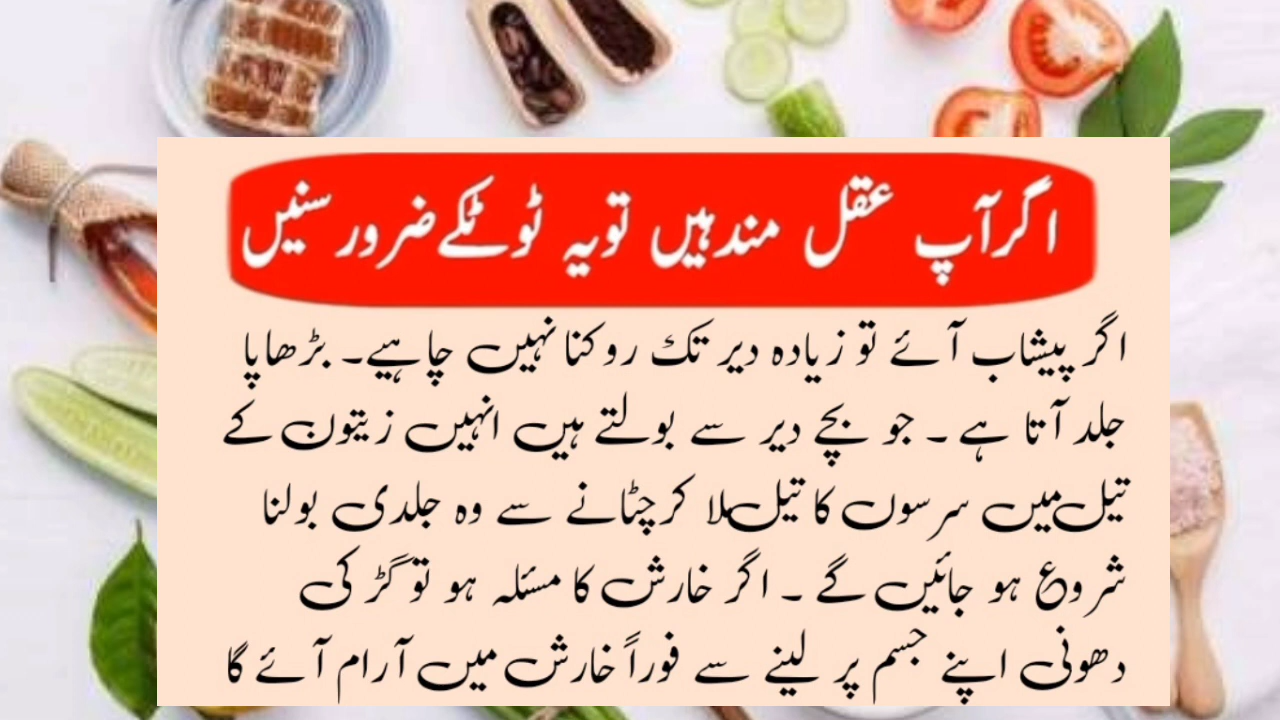 اگر آپ عقل مند ہیں تو یہ ٹوٹکے ضرور سنیں
اگر پیشاب آئے تو زیادہ دیر تک روکنا نہیں چاہیے۔ بڑھاپا
جلد آتا ہے ۔ جو بچے دیر سے بولتے ہیں انہیں زیتون کے
تیل میں سرسوں کا تیل ملا کر چٹانے سے وہ جلدی بولنا
شروع ہو جائیں گے ۔ اگر خارش کا مسئلہ ہو تو گڑ کی
دھونی اپنے جسم پر لینے سے فوراً خارش میں آرام آئے گا